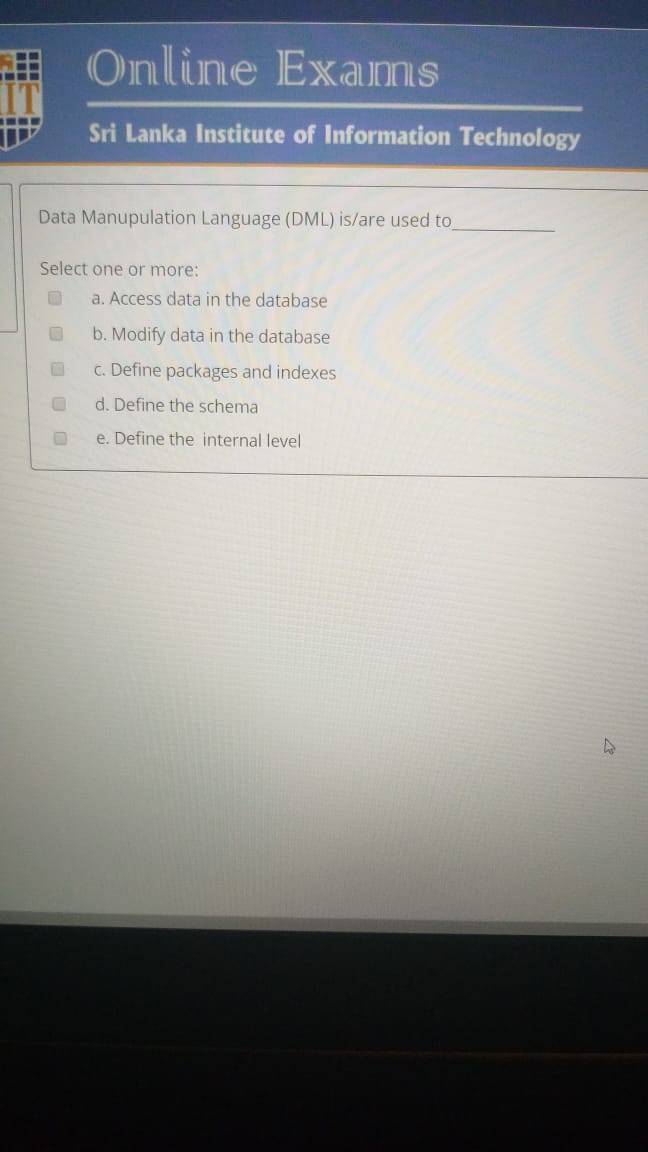 IIT
Online Exams
Sri Lanka Institute of Information Technology
Data Manupulation Language (DML) is/are used to__________
Select one or more:
a. Access data in the database
b. Modify data in the database
c. Define packages and indexes
d. Define the schema
e. Define the internal level